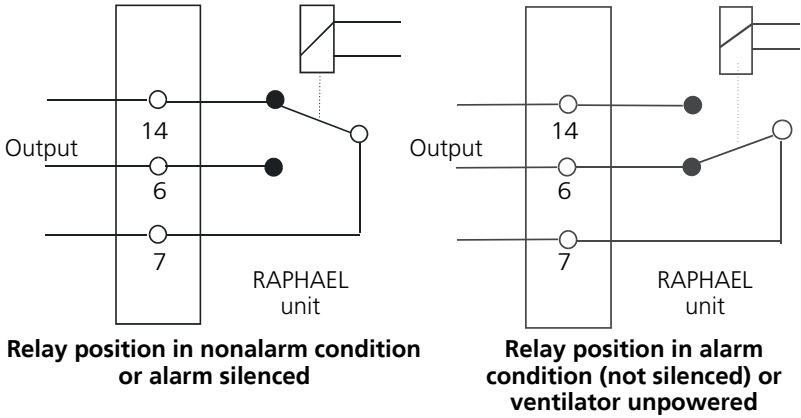 14
Output
6
7
RAPHAEL
unit
Relay position in nonalarm condition
or alarm silenced
14
Output
6
7
RAPHAEL
unit
Relay position in alarm
condition (not silenced) or
ventilator unpowered